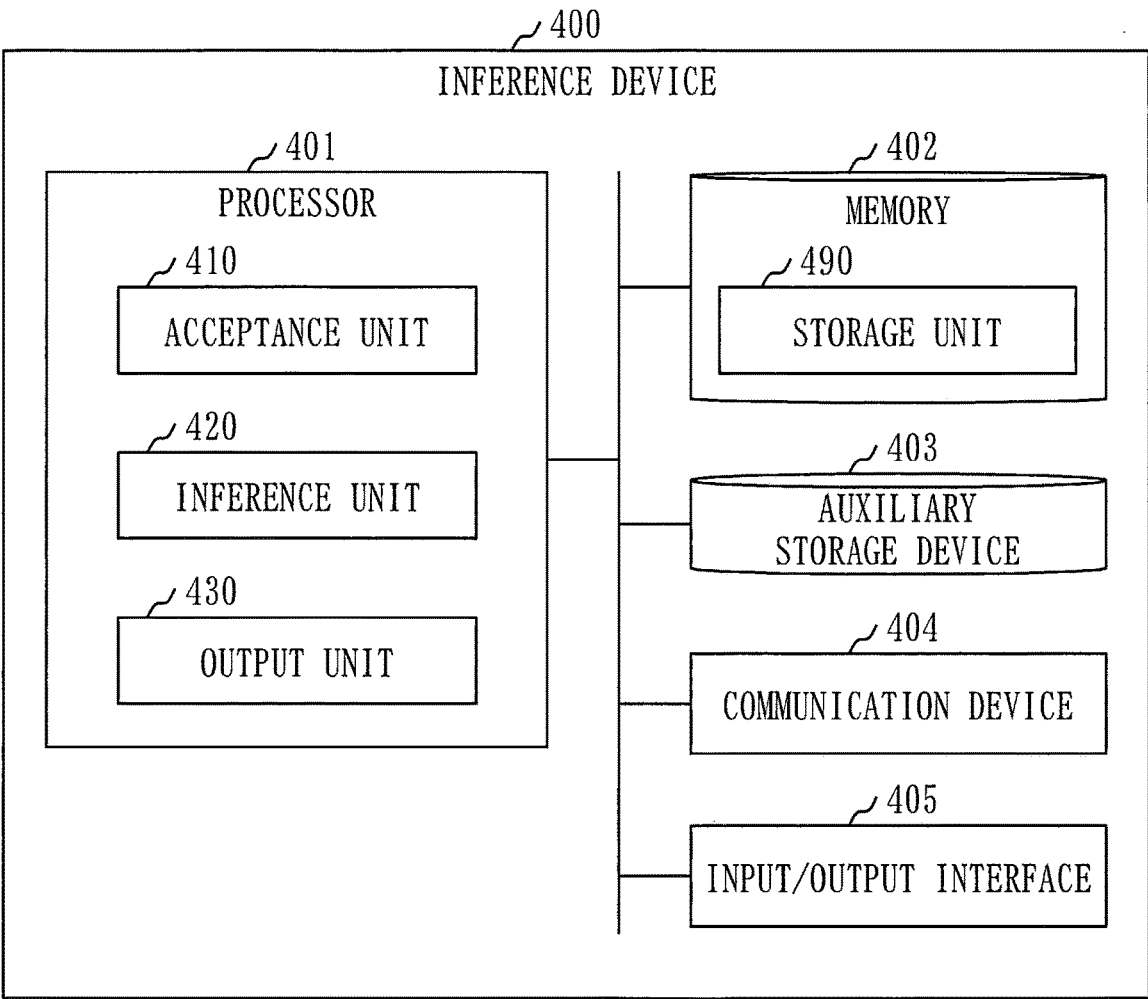 400
INFERENCE DEVICE
401
PROCESSOR
410
ACCEPTANCE UNIT
420
INFERENCE UNIT
430
OUTPUT UNIT
402
MEMORY
490
STORAGE UNIT
403
AUXILIARY
STORAGE DEVICE
404
COMMUNICATION DEVICE
405
INPUT/OUTPUT INTERFACE